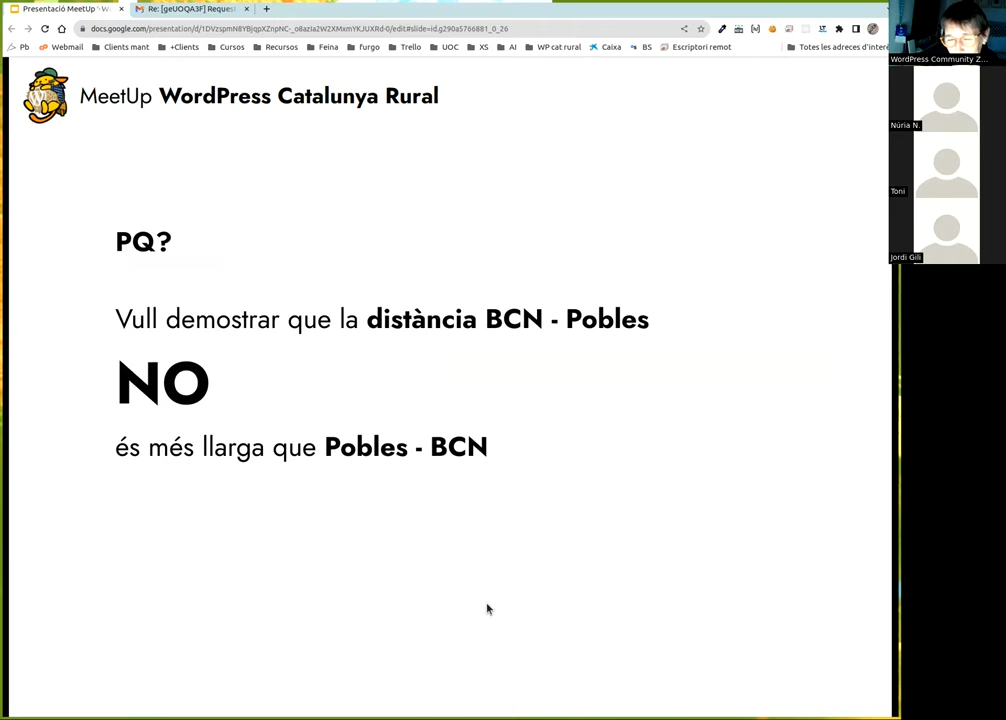 Presentació MeetUp - W
Re: [geUOQA3F] Reques
docs.google.com/presentation/d/1DVzspmN8YBjqpXZnpNC-_o8azIa2W2XMxmYKJUXRd-0/edit#slide=id.g290a5766881_0_26
Pb Webmail Clients mant +Clients Cursos Recursos Feina furgo Trello UOC XS AI WP cat rural Caixa BS Escriptori remot Totes les adreces d'intere
WordPress Community Z...
MeetUp WordPress Catalunya Rural
Núria N.
Toni
Jordi Gili
PQ?
Vull demostrar que la distància BCN - Pobles
NO
és més llarga que Pobles - BCN